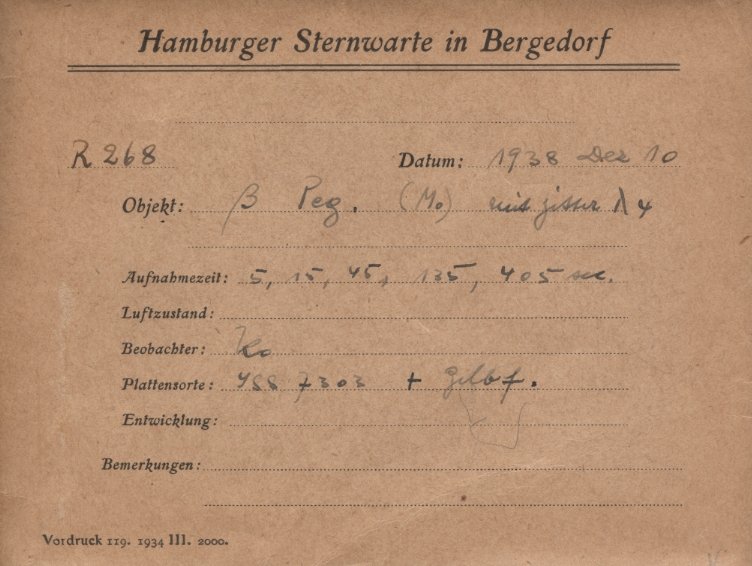 Hamburger Sternwarte in Bergedorf
R 268 Datum: 1938 Dez 10
Objekt: β Peg. (Mo) mit gitter 4
Aufnahmezeit: 5, 15, 45, 135, 405 sec.
Luftzustand:
Beobachter:
Plattensorte: 7303 + Gelbf.
Entwicklung:
Bemerkungen:
Vordruck 119. 1934 III. 2000.